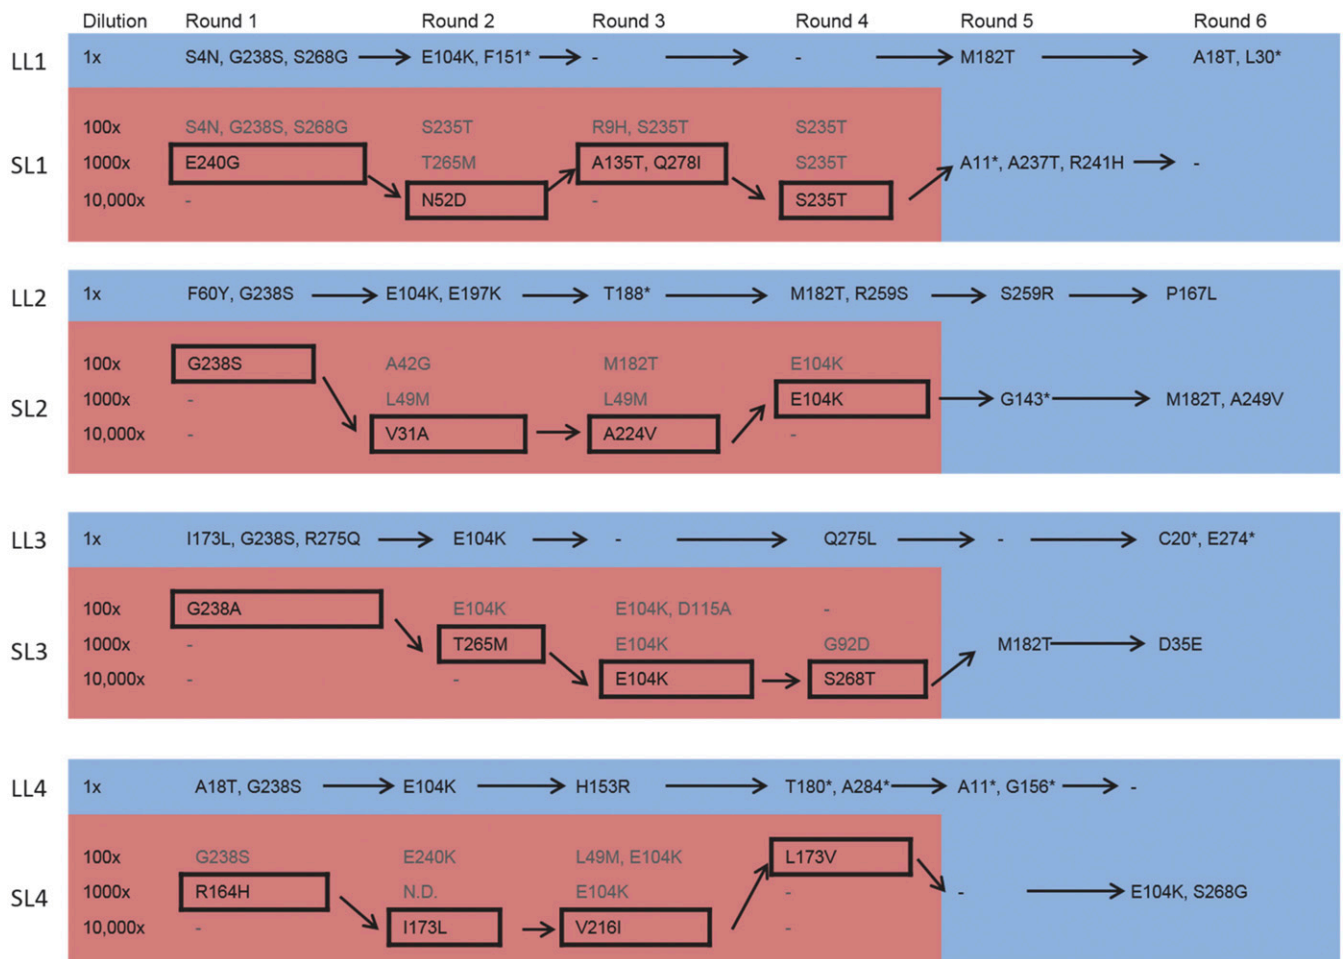 Dilution Round 1 Round 2 Round 3 Round 4 Round 5 Round 6
LL1 1x S4N, G238S, S268G E104K, F151* - - M182T A18T, L30*
100x S4N, G238S, S268G S235T R9H, S235T S235T
SL1 1000x E240G T265M A135T, Q278I S235T A11*, A237T, R241H -
10,000x - N52D - S235T
LL2 1x F60Y, G238S E104K, E197K T188* M182T, R259S S259R P167L
100x G238S A42G M182T E104K
SL2 1000x - L49M L49M E104K G143* M182T, A249V
10,000x - V31A A224V -
LL3 1x I173L, G238S, R275Q E104K - Q275L - C20*, E274*
100x G238A E104K E104K, D115A -
SL3 1000x - T265M E104K G92D M182T D35E
10,000x - - E104K S268T
LL4 1x A18T, G238S E104K H153R T180*, A284* A11*, G156* -
100x G238S E240K L49M, E104K L173V
SL4 1000x R164H N.D. E104K - - E104K, S268G
10,000x - I173L V216I -